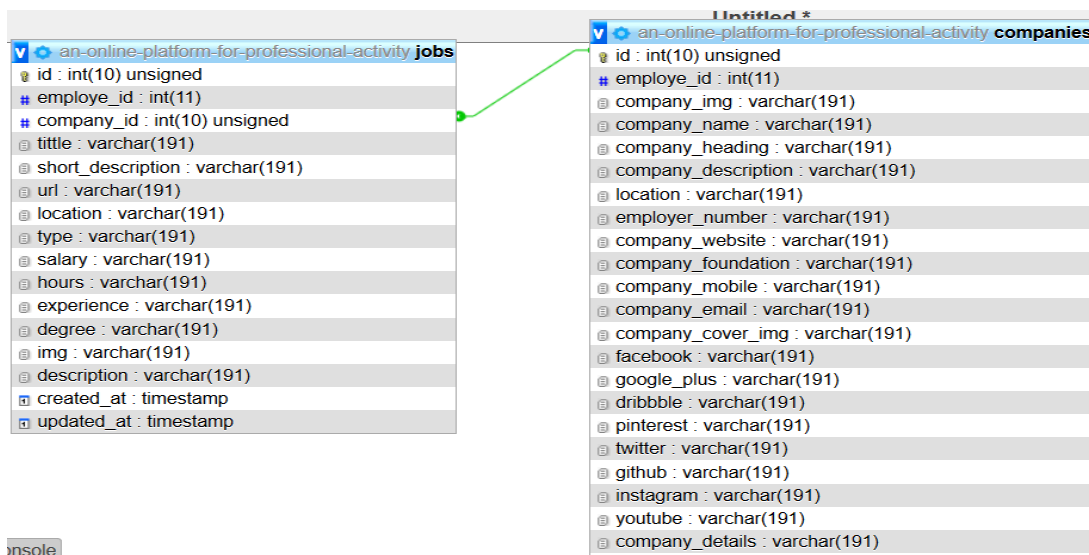 Untitled *
an-online-platform-for-professional-activity jobs
id : int(10) unsigned
employe_id : int(11)
company_id : int(10) unsigned
tittle : varchar(191)
short_description : varchar(191)
url : varchar(191)
location : varchar(191)
type : varchar(191)
salary : varchar(191)
hours : varchar(191)
experience : varchar(191)
degree : varchar(191)
img : varchar(191)
description : varchar(191)
created_at : timestamp
updated_at : timestamp
an-online-platform-for-professional-activity companies
id : int(10) unsigned
employe_id : int(11)
company_img : varchar(191)
company_name : varchar(191)
company_heading : varchar(191)
company_description : varchar(191)
location : varchar(191)
employer_number : varchar(191)
company_website : varchar(191)
company_foundation : varchar(191)
company_mobile : varchar(191)
company_email : varchar(191)
company_cover_img : varchar(191)
facebook : varchar(191)
google_plus : varchar(191)
dribbble : varchar(191)
pinterest : varchar(191)
twitter : varchar(191)
github : varchar(191)
instagram : varchar(191)
youtube : varchar(191)
company_details : varchar(191)
onsole